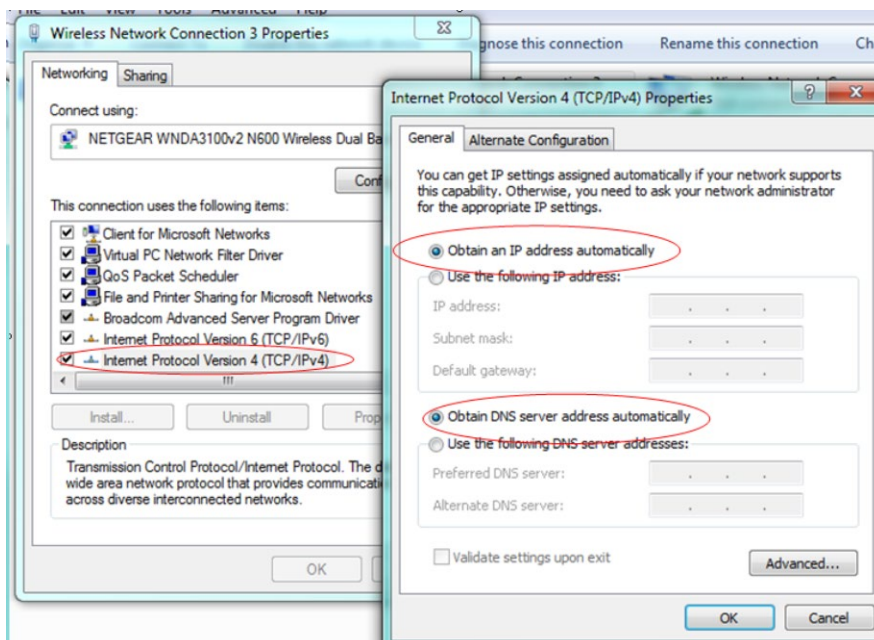 File Edit View Tools Advanced Help
Wireless Network Connection 3 Properties
gnose this connection Rename this connection Ch
Networking Sharing
Connect using:
NETGEAR WNDA3100v2 N600 Wireless Dual Ba
Conf
This connection uses the following items:
Client for Microsoft Networks
Virtual PC Network Filter Driver
QoS Packet Scheduler
File and Printer Sharing for Microsoft Networks
Broadcom Advanced Server Program Driver
Internet Protocol Version 6 (TCP/IPv6)
Internet Protocol Version 4 (TCP/IPv4)
Install... Uninstall Prop
Description
Transmission Control Protocol/Internet Protocol. The d
wide area network protocol that provides communicati
across diverse interconnected networks.
OK
Internet Protocol Version 4 (TCP/IPv4) Properties
General Alternate Configuration
You can get IP settings assigned automatically if your network supports
this capability. Otherwise, you need to ask your network administrator
for the appropriate IP settings.
Obtain an IP address automatically
Use the following IP address:
IP address:
Subnet mask:
Default gateway:
Obtain DNS server address automatically
Use the following DNS server addresses:
Preferred DNS server:
Alternate DNS server:
Validate settings upon exit
Advanced...
OK Cancel